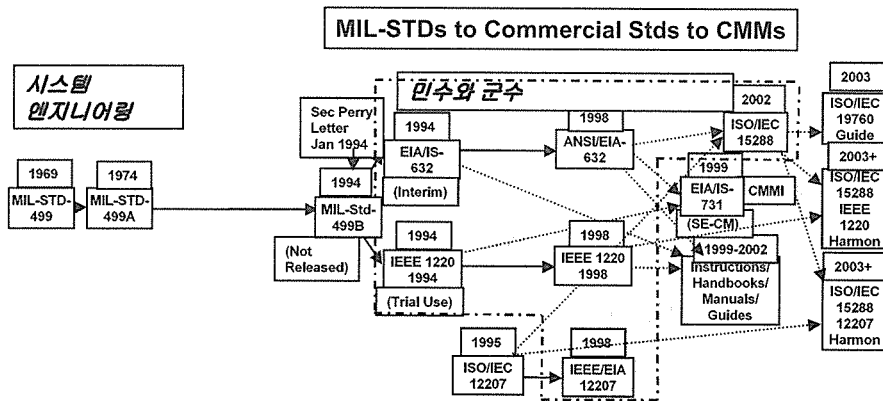 MIL-STDs to Commercial Stds to CMMs
시스템
엔지니어링
민수와 군수
1969
MIL-STD-
499
1974
MIL-STD-
499A
Sec Perry
Letter
Jan 1994
1994
MIL-Std-
499B
(Not
Released)
1994
EIA/IS-
632
(Interim)
1994
IEEE 1220
1994
(Trial Use)
1995
ISO/IEC
12207
1998
ANSI/EIA-
632
1998
IEEE 1220
1998
1998
IEEE/EIA
12207
2002
ISO/IEC
15288
1999
EIA/IS-
731
CMMI
(SE-CM)
1999-2002
Instructions/
Handbooks/
Manuals/
Guides
2003
ISO/IEC
19760
Guide
2003+
ISO/IEC
15288
IEEE
1220
Harmon
2003+
ISO/IEC
15288
12207
Harmon